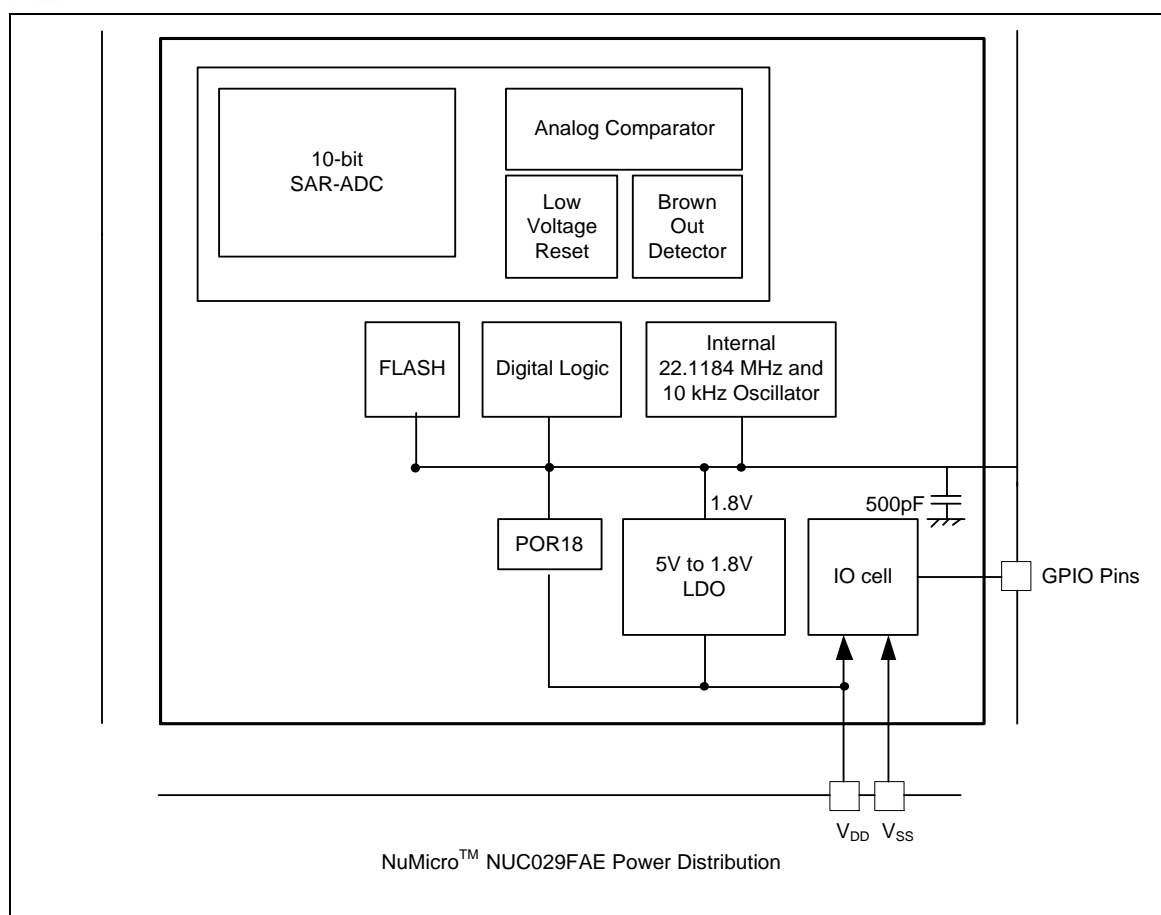 10-bit
SAR-ADC
Analog Comparator
Low
Voltage
Reset
Brown
Out
Detector
FLASH
Digital Logic
Internal
22.1184 MHz and
10 kHz Oscillator
1.8V
500pF
POR18
5V to 1.8V
LDO
IO cell
GPIO Pins
VDD
VSS
NuMicro™ NUC029FAE Power Distribution